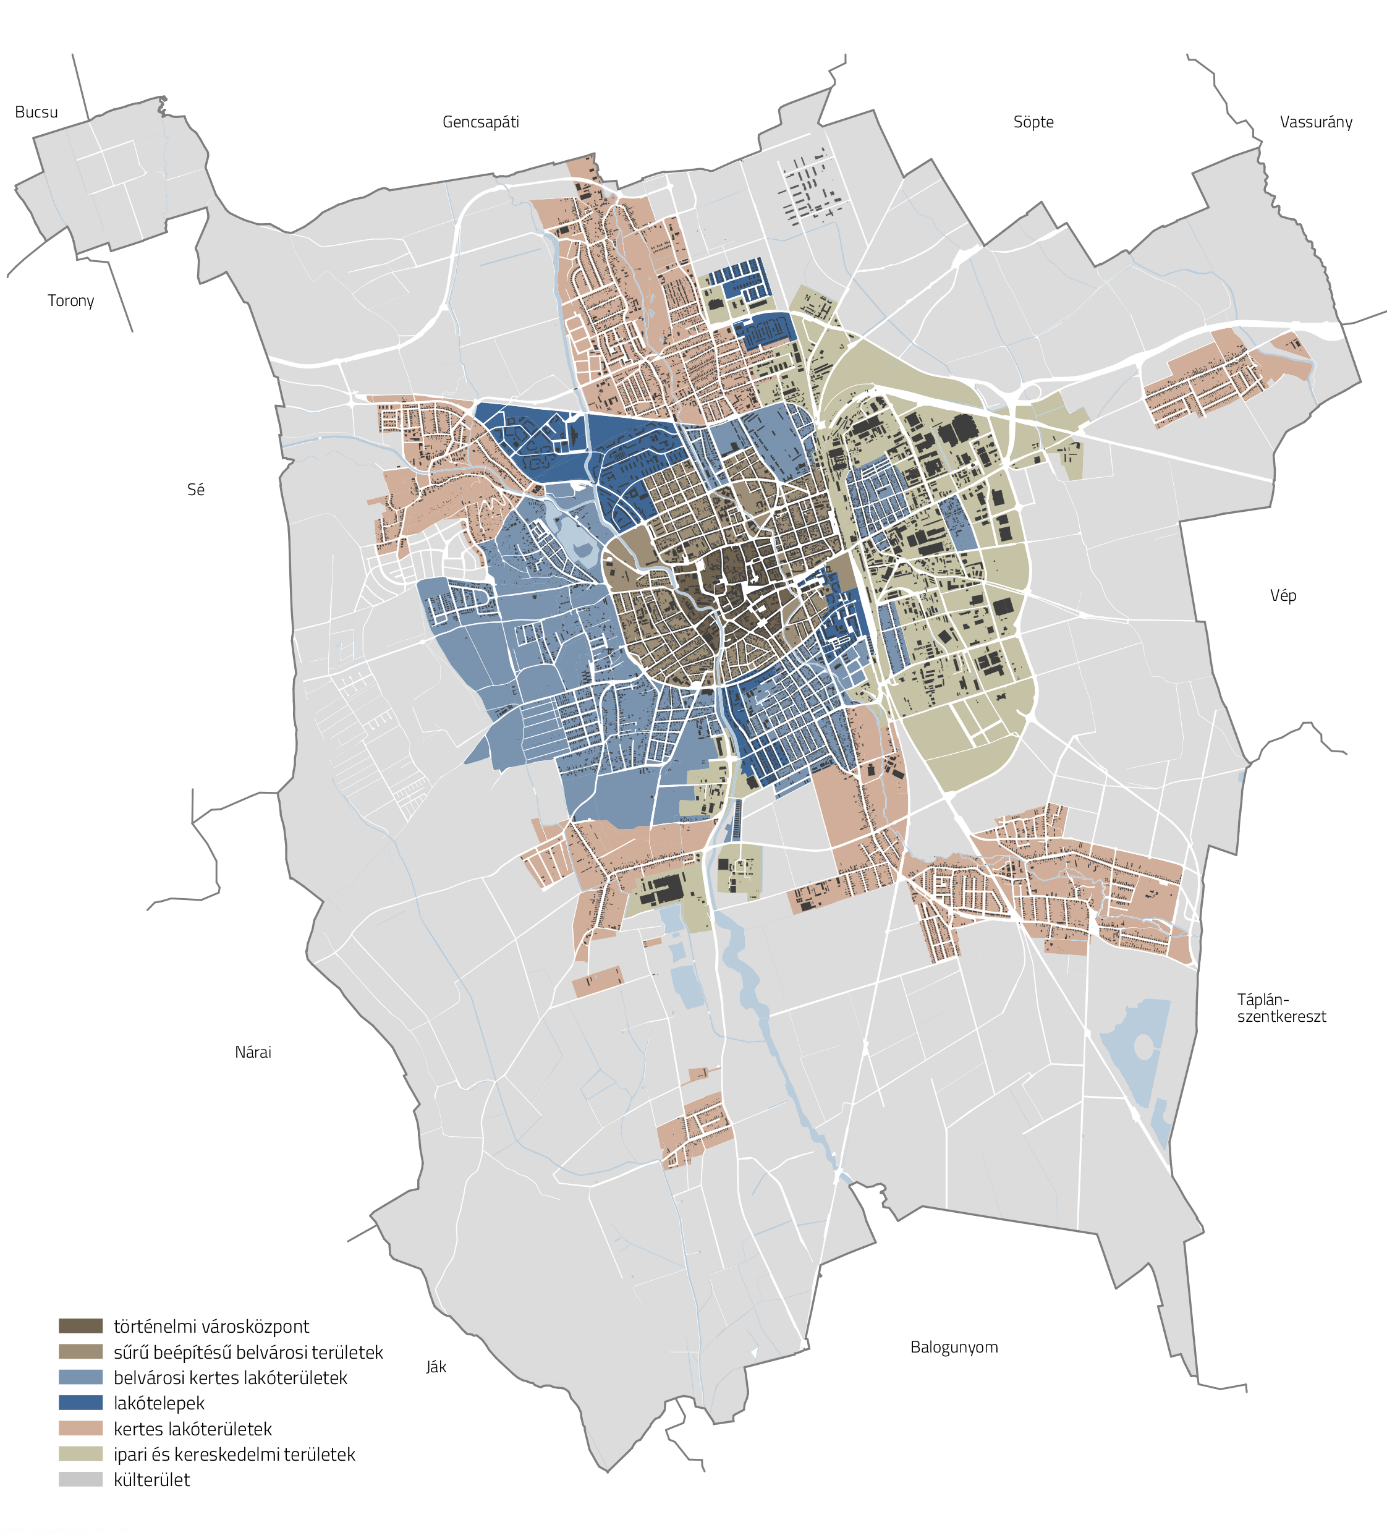 Bucsu
Gencsapáti
Söpte
Vassurány
Torony
Sé
Vép
Táplán-
szentkereszt
Nárai
Balogunyom
Ják
történelmi városközpont
sűrű beépítésű belvárosi területek
belvárosi kertes lakóterületek
lakótelepek
kertes lakóterületek
ipari és kereskedelmi területek
külterület